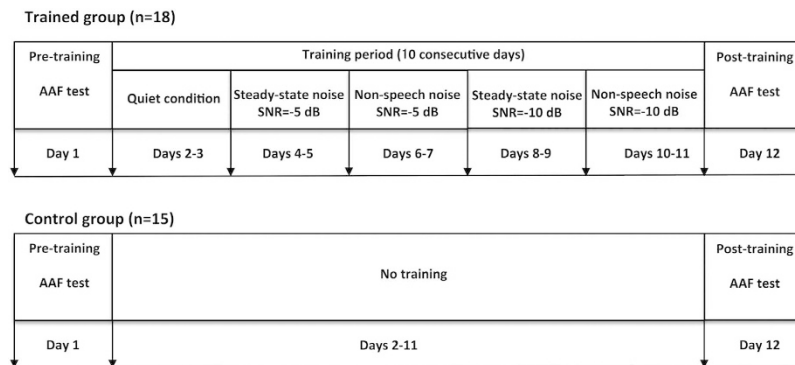 Trained group (n=18)
Pre-training
AAF test
Training period (10 consecutive days)
Post-training
AAF test
Quiet condition
Steady-state noise
SNR=-5 dB
Non-speech noise
SNR=-5 dB
Steady-state noise
SNR=-10 dB
Non-speech noise
SNR=-10 dB
Day 1
Days 2-3
Days 4-5
Days 6-7
Days 8-9
Days 10-11
Day 12
Control group (n=15)
Pre-training
AAF test
No training
Post-training
AAF test
Day 1
Days 2-11
Day 12